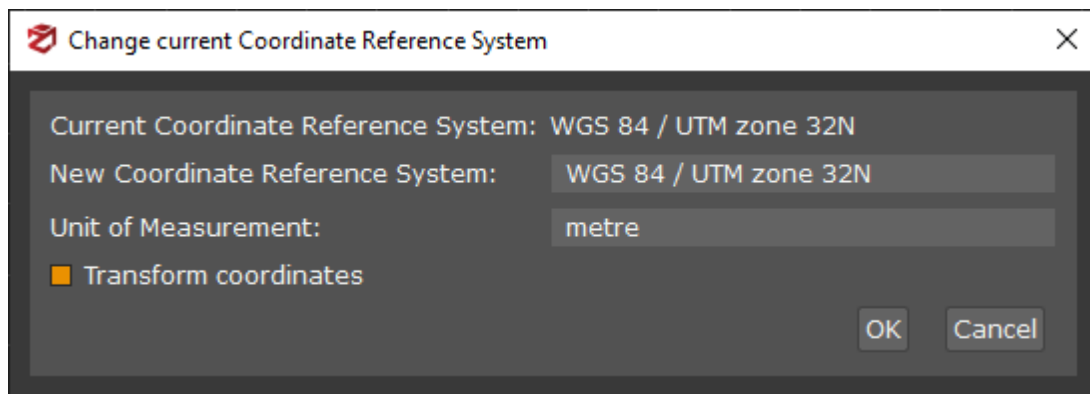 Change current Coordinate Reference System
Current Coordinate Reference System: WGS 84 / UTM zone 32N
New Coordinate Reference System: WGS 84 / UTM zone 32N
Unit of Measurement: metre
Transform coordinates
OK Cancel